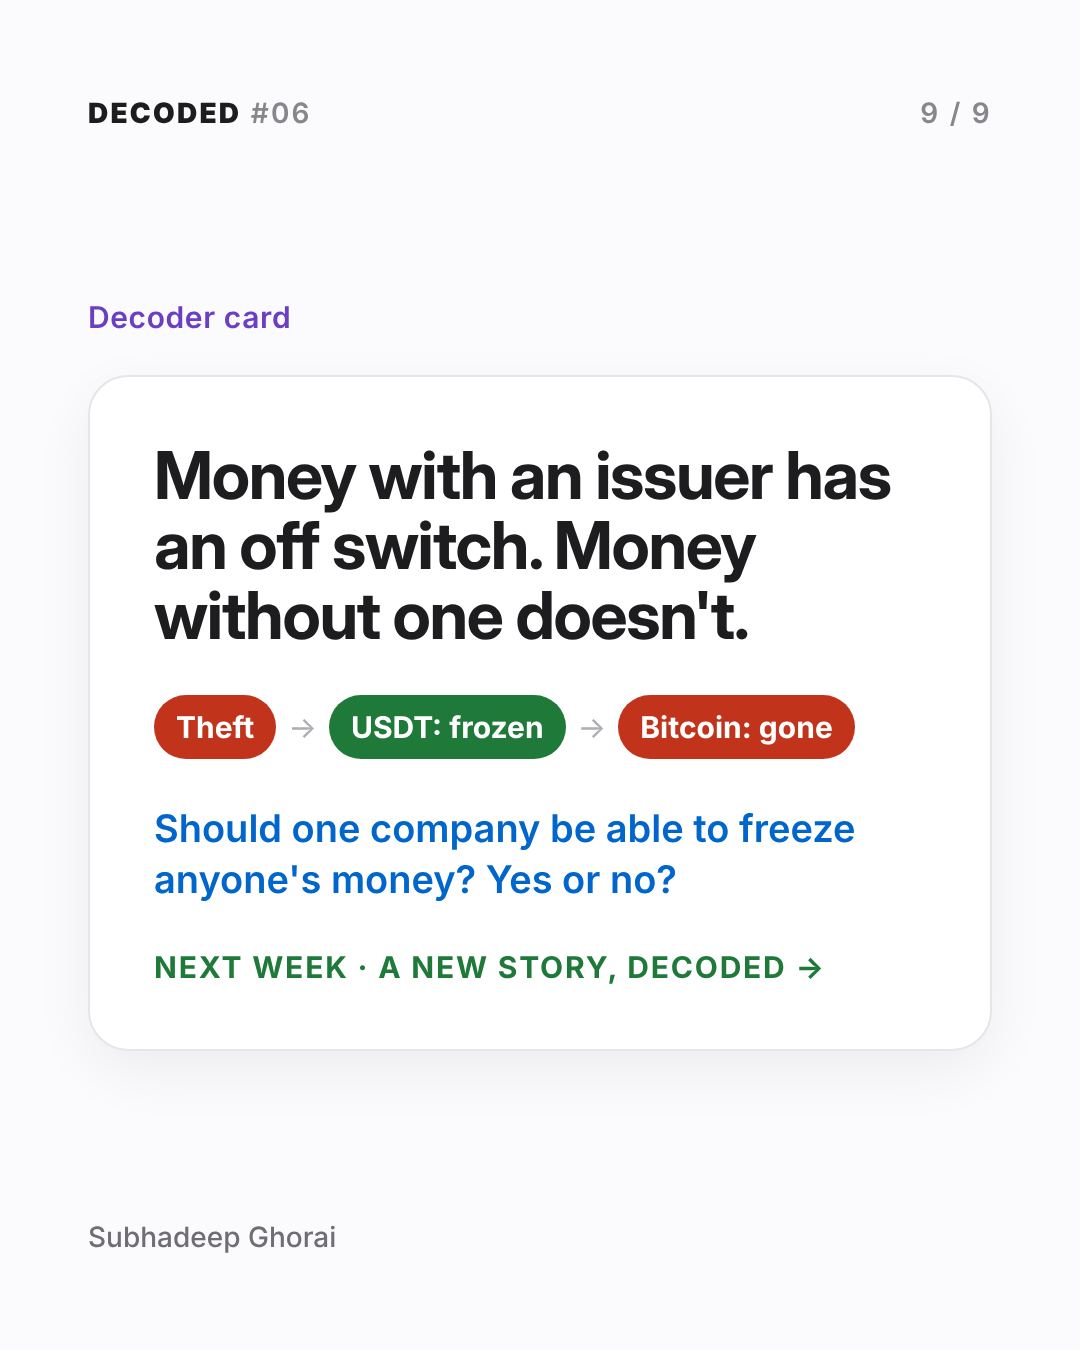 DECODED #06
9 / 9
Decoder card
Money with an issuer has
an off switch. Money
without one doesn't.
Theft → USDT: frozen → Bitcoin: gone
Should one company be able to freeze
anyone's money? Yes or no?
NEXT WEEK · A NEW STORY, DECODED →
Subhadeep Ghorai